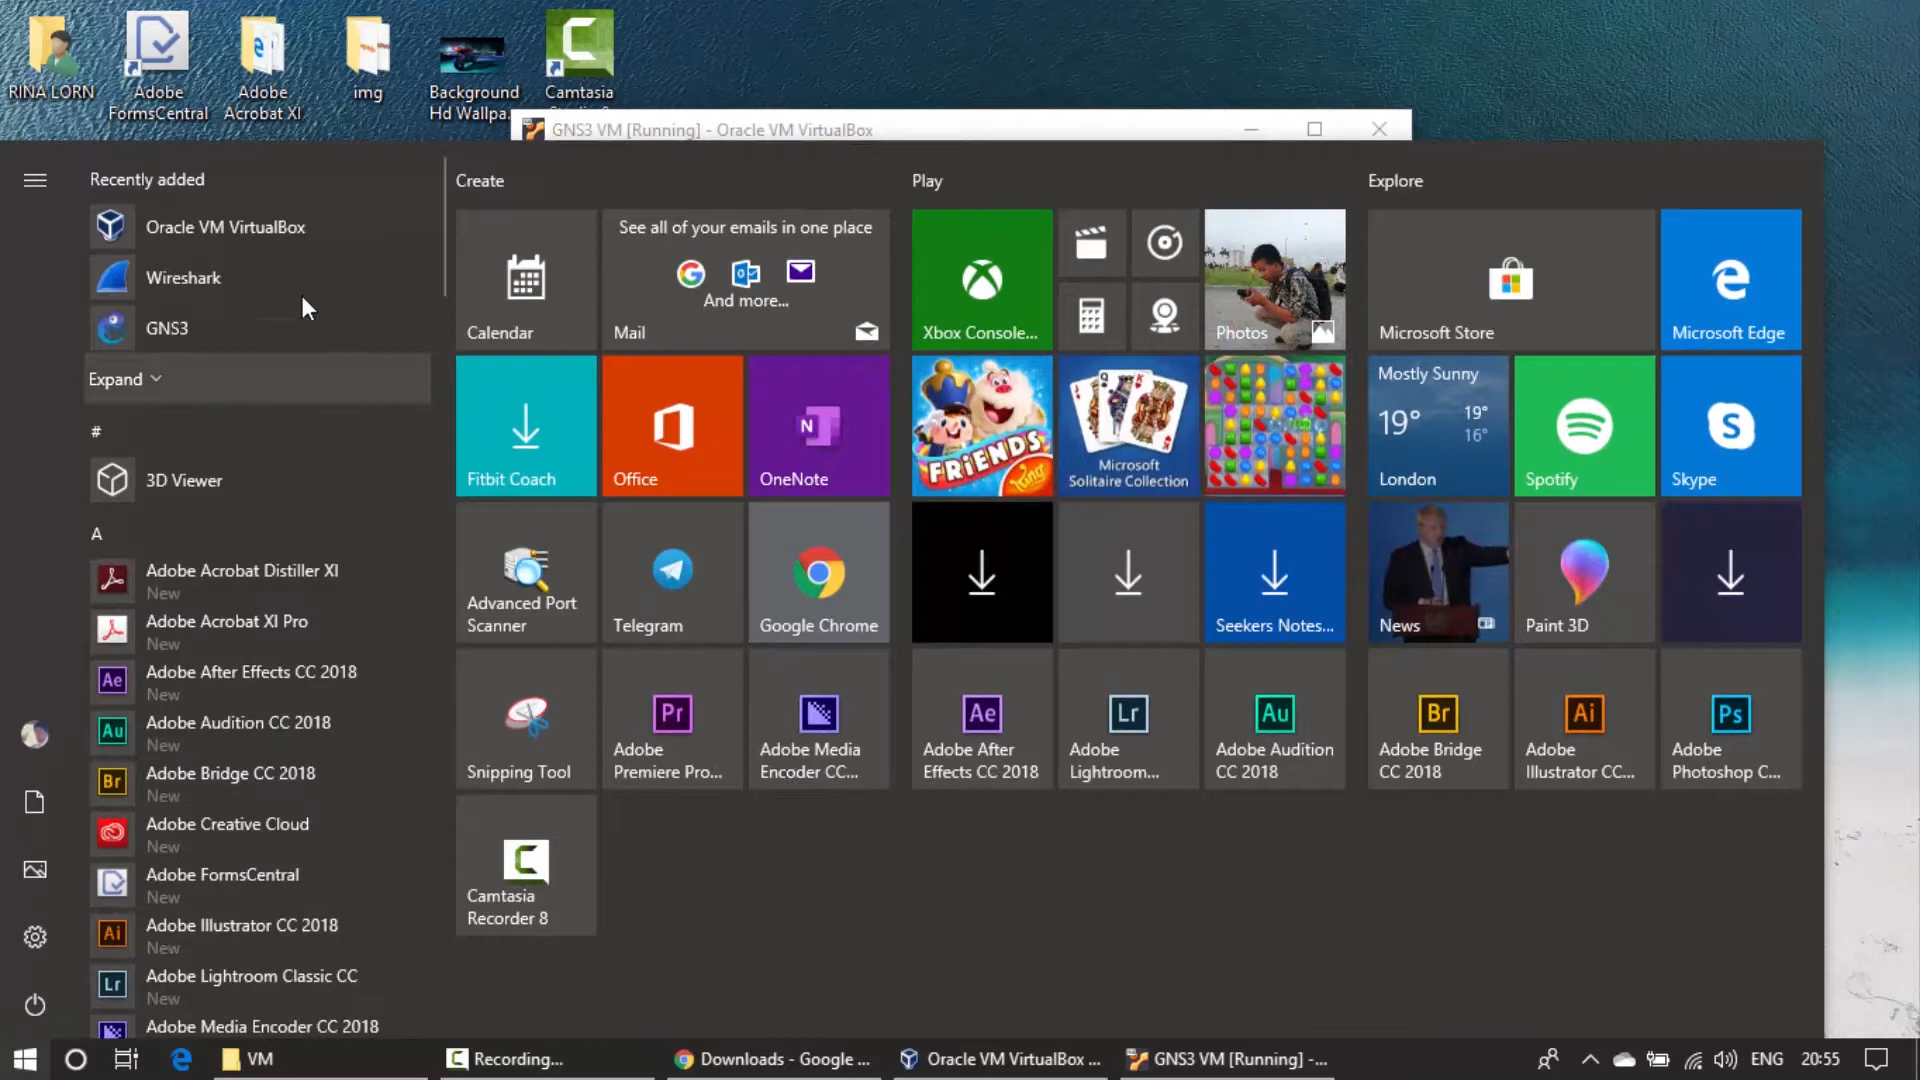 RINA LORN
Adobe
FormsCentral
Adobe
Acrobat XI
img
Background
Hd Wallpa...
Camtasia
GNS3 VM [Running] - Oracle VM VirtualBox
Recently added
Oracle VM VirtualBox
Wireshark
GNS3
Expand
#
3D Viewer
A
Adobe Acrobat Distiller XI
New
Adobe Acrobat XI Pro
New
Adobe After Effects CC 2018
New
Adobe Audition CC 2018
New
Adobe Bridge CC 2018
New
Adobe Creative Cloud
New
Adobe FormsCentral
New
Adobe Illustrator CC 2018
New
Adobe Lightroom Classic CC
New
Adobe Media Encoder CC 2018
Create
Calendar
See all of your emails in one place
And more...
Mail
Fitbit Coach
Office
OneNote
Advanced Port
Scanner
Telegram
Google Chrome
Snipping Tool
Adobe
Premiere Pro...
Adobe Media
Encoder CC...
Camtasia
Recorder 8
Play
Xbox Console...
Photos
FRIENDS
King
Microsoft
Solitaire Collection
Seekers Notes...
Adobe After
Effects CC 2018
Adobe
Lightroom...
Adobe Audition
CC 2018
Explore
Microsoft Store
Microsoft Edge
Mostly Sunny
19° 19°
16°
London
Spotify
Skype
News
Paint 3D
Adobe Bridge
CC 2018
Adobe
Illustrator CC...
Adobe
Photoshop C...
VM
Recording...
Downloads - Google ...
Oracle VM VirtualBox ...
GNS3 VM [Running] -...
ENG
20:55